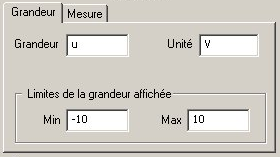 Grandeur Mesure
Grandeur u Unité V
Limites de la grandeur affichée
Min -10 Max 10